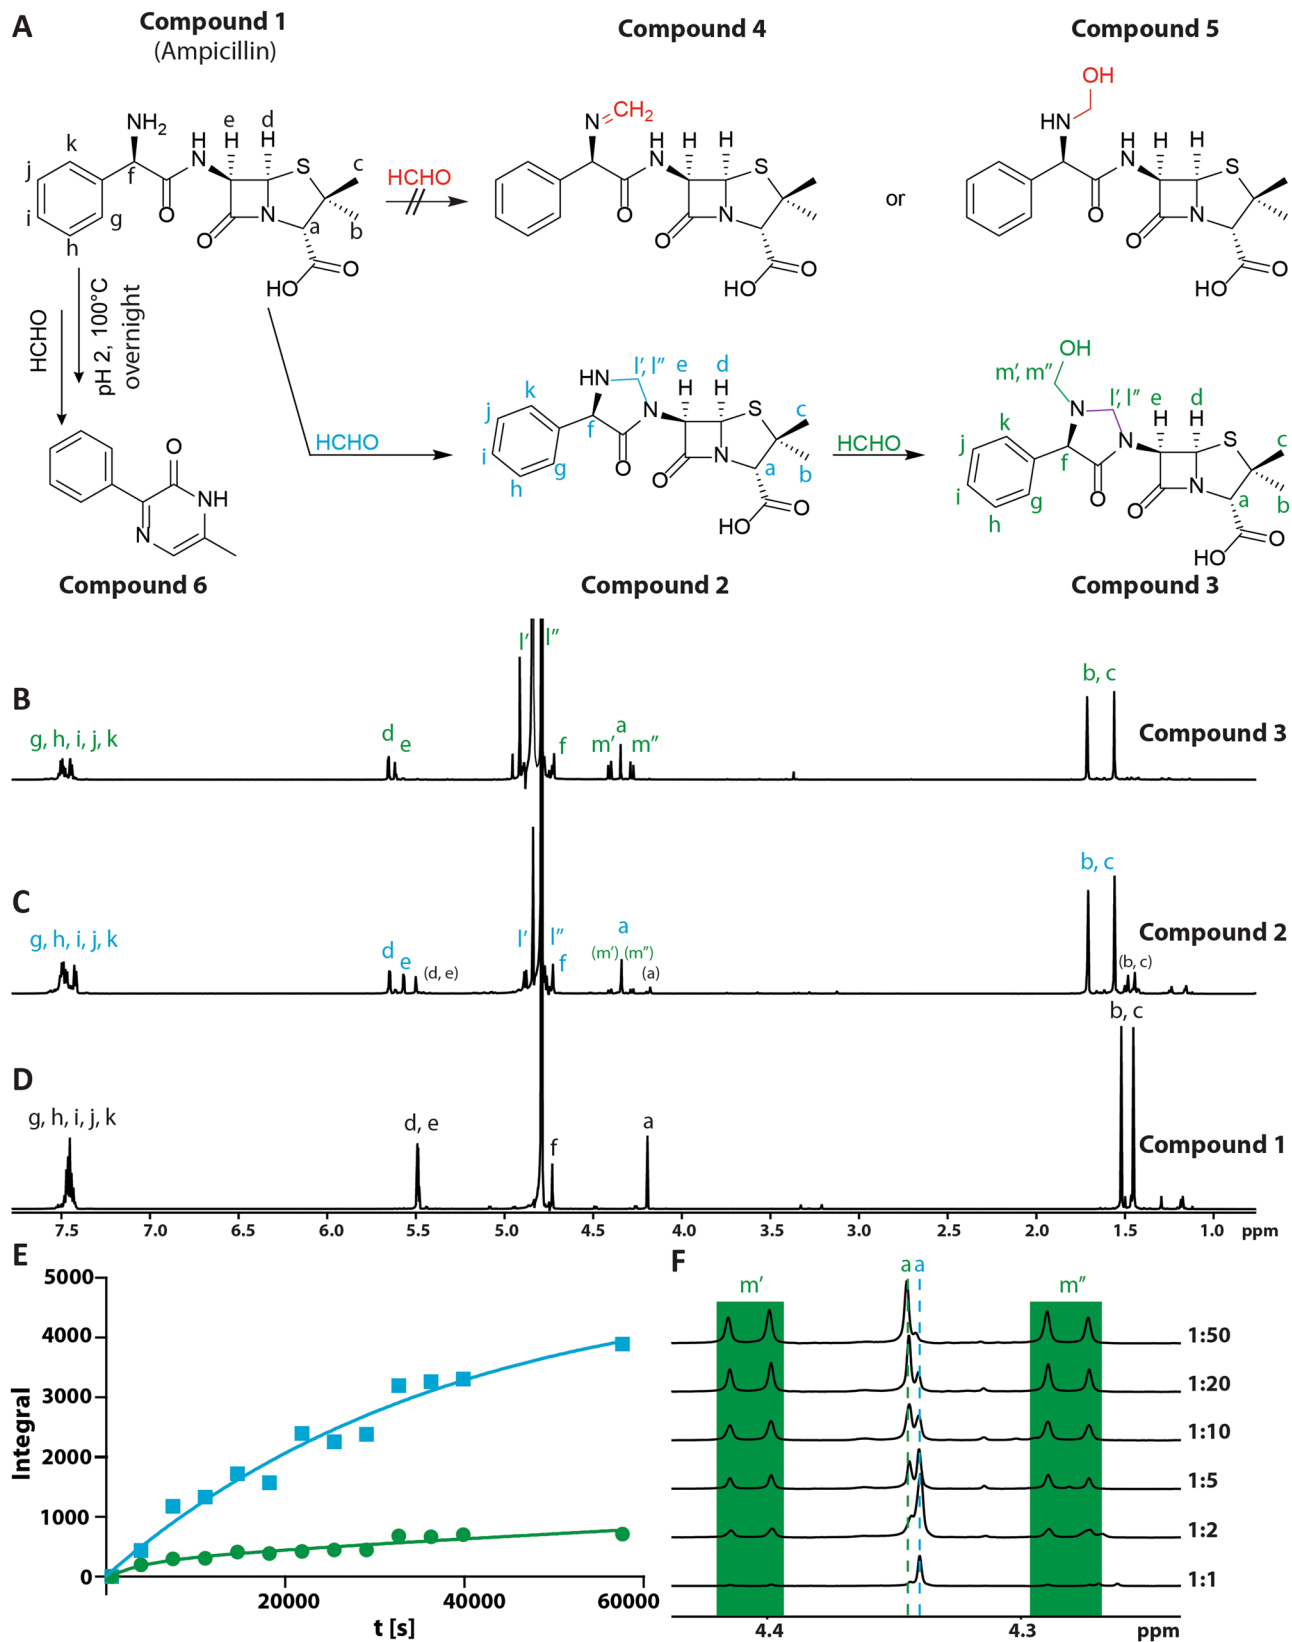 A
Compound 1
(Ampicillin)
Compound 4
Compound 5
NH2
k
j
i
h
g
f
O
H
N
e
H
d
H
S
c
b
a
N
O
HO
O
HCHO
N
CH2
O
H
N
H
H
S
N
O
HO
O
or
OH
HN
O
H
N
H
H
S
N
O
HO
O
HCHO
pH 2, 100°C
overnight
O
NH
N
Compound 6
HCHO
HN
l′, l″
e
H
d
H
k
j
i
h
g
f
N
O
S
c
b
a
N
O
HO
O
Compound 2
HCHO
OH
m′, m″
N
l′, l″
e
H
d
H
k
j
i
h
g
f
N
O
S
c
b
a
N
O
HO
O
Compound 3
B
g, h, i, j, k
d
e
l′
l″
f
m′
a
m″
b, c
Compound 3
C
g, h, i, j, k
d
e
(d, e)
l′
l″
f
a
(m′) (m″)
(a)
b, c
(b, c)
Compound 2
D
g, h, i, j, k
d, e
f
a
b, c
Compound 1
7.5 7.0 6.5 6.0 5.5 5.0 4.5 4.0 3.5 3.0 2.5 2.0 1.5 1.0 ppm
E
Integral
5000
4000
3000
2000
1000
0
20000 40000 60000
t [s]
F
m′
a a
m″
1:50
1:20
1:10
1:5
1:2
1:1
4.4 4.3 ppm